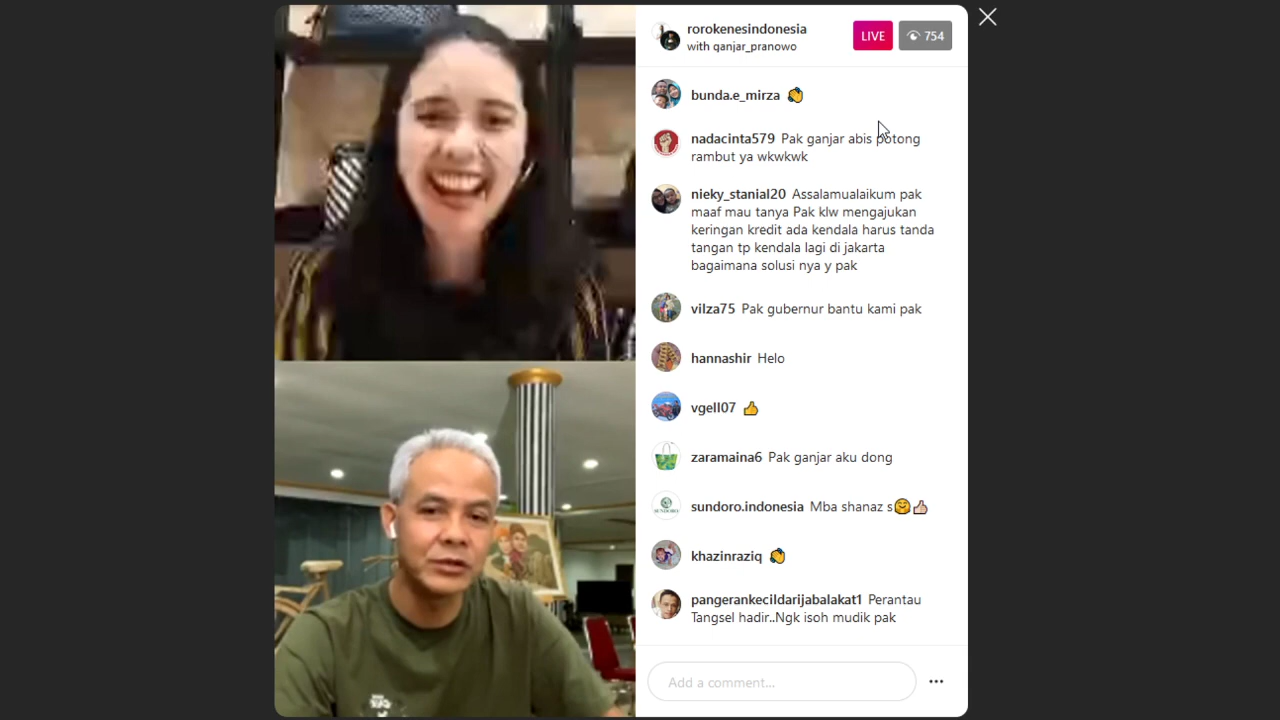 rorokenesindonesia
with ganjar_pranowo
LIVE
754
bunda.e_mirza 👏
nadacinta579 Pak ganjar abis potong
rambut ya wkwkwk
nieky_stanial20 Assalamualaikum pak
maaf mau tanya Pak klw mengajukan
keringan kredit ada kendala harus tanda
tangan tp kendala lagi di jakarta
bagaimana solusi nya y pak
vilza75 Pak gubernur bantu kami pak
hannashir Helo
vgell07 👍
zaramaina6 Pak ganjar aku dong
sundoro.indonesia Mba shanaz s🤗👍🏻
khazinraziq 👏
pangerankecildarijabalakat1 Perantau
Tangsel hadir..Ngk isoh mudik pak
Add a comment...